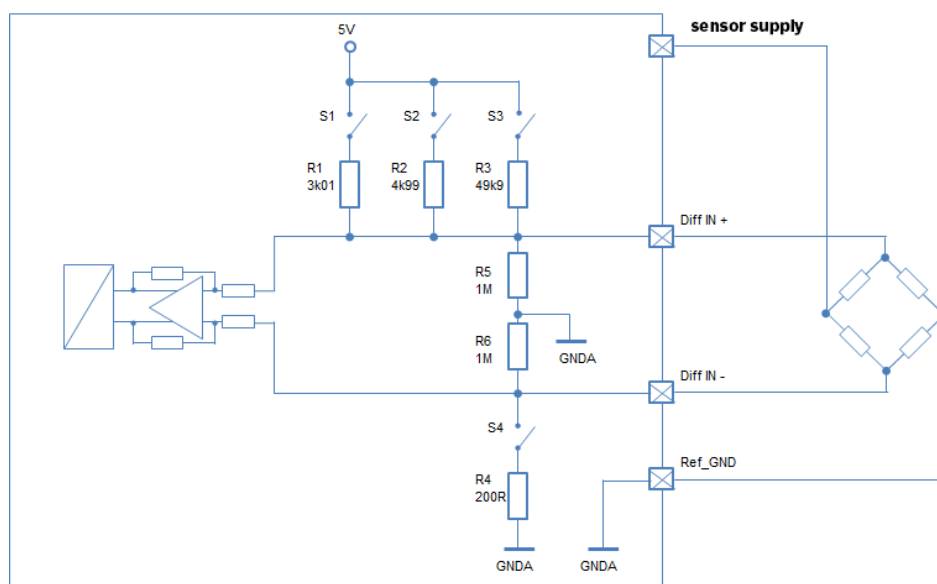 sensor supply
5V
S1
S2
S3
R1
3k01
R2
4k99
R3
49k9
Diff IN +
R5
1M
R6
1M
GNDA
Diff IN -
S4
Ref_GND
R4
200R
GNDA
GNDA